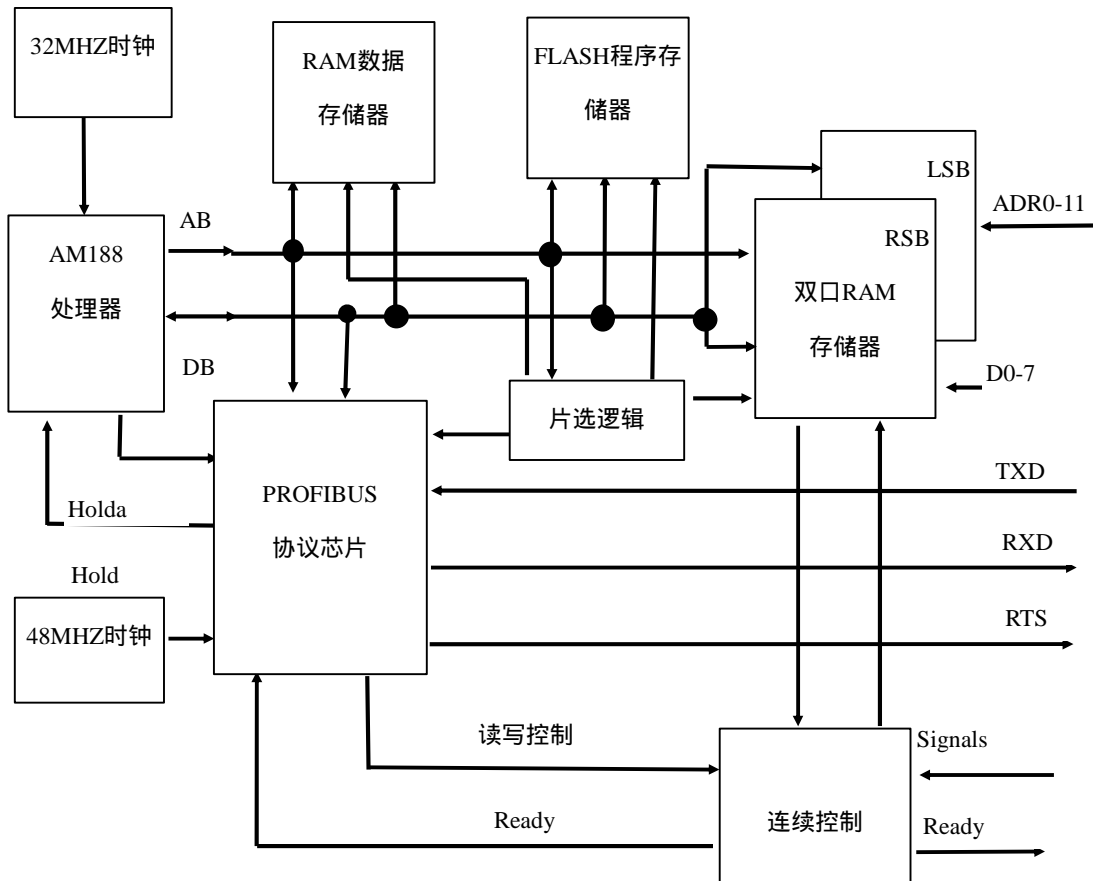 32MHZ时钟
RAM数据
存储器
FLASH程序存
储器
LSB
ADR0-11
RSB
AB
AM188
处理器
双口RAM
存储器
DB
D0-7
片选逻辑
TXD
PROFIBUS
协议芯片
Holda
RXD
Hold
RTS
48MHZ时钟
读写控制
Signals
Ready
连续控制
Ready